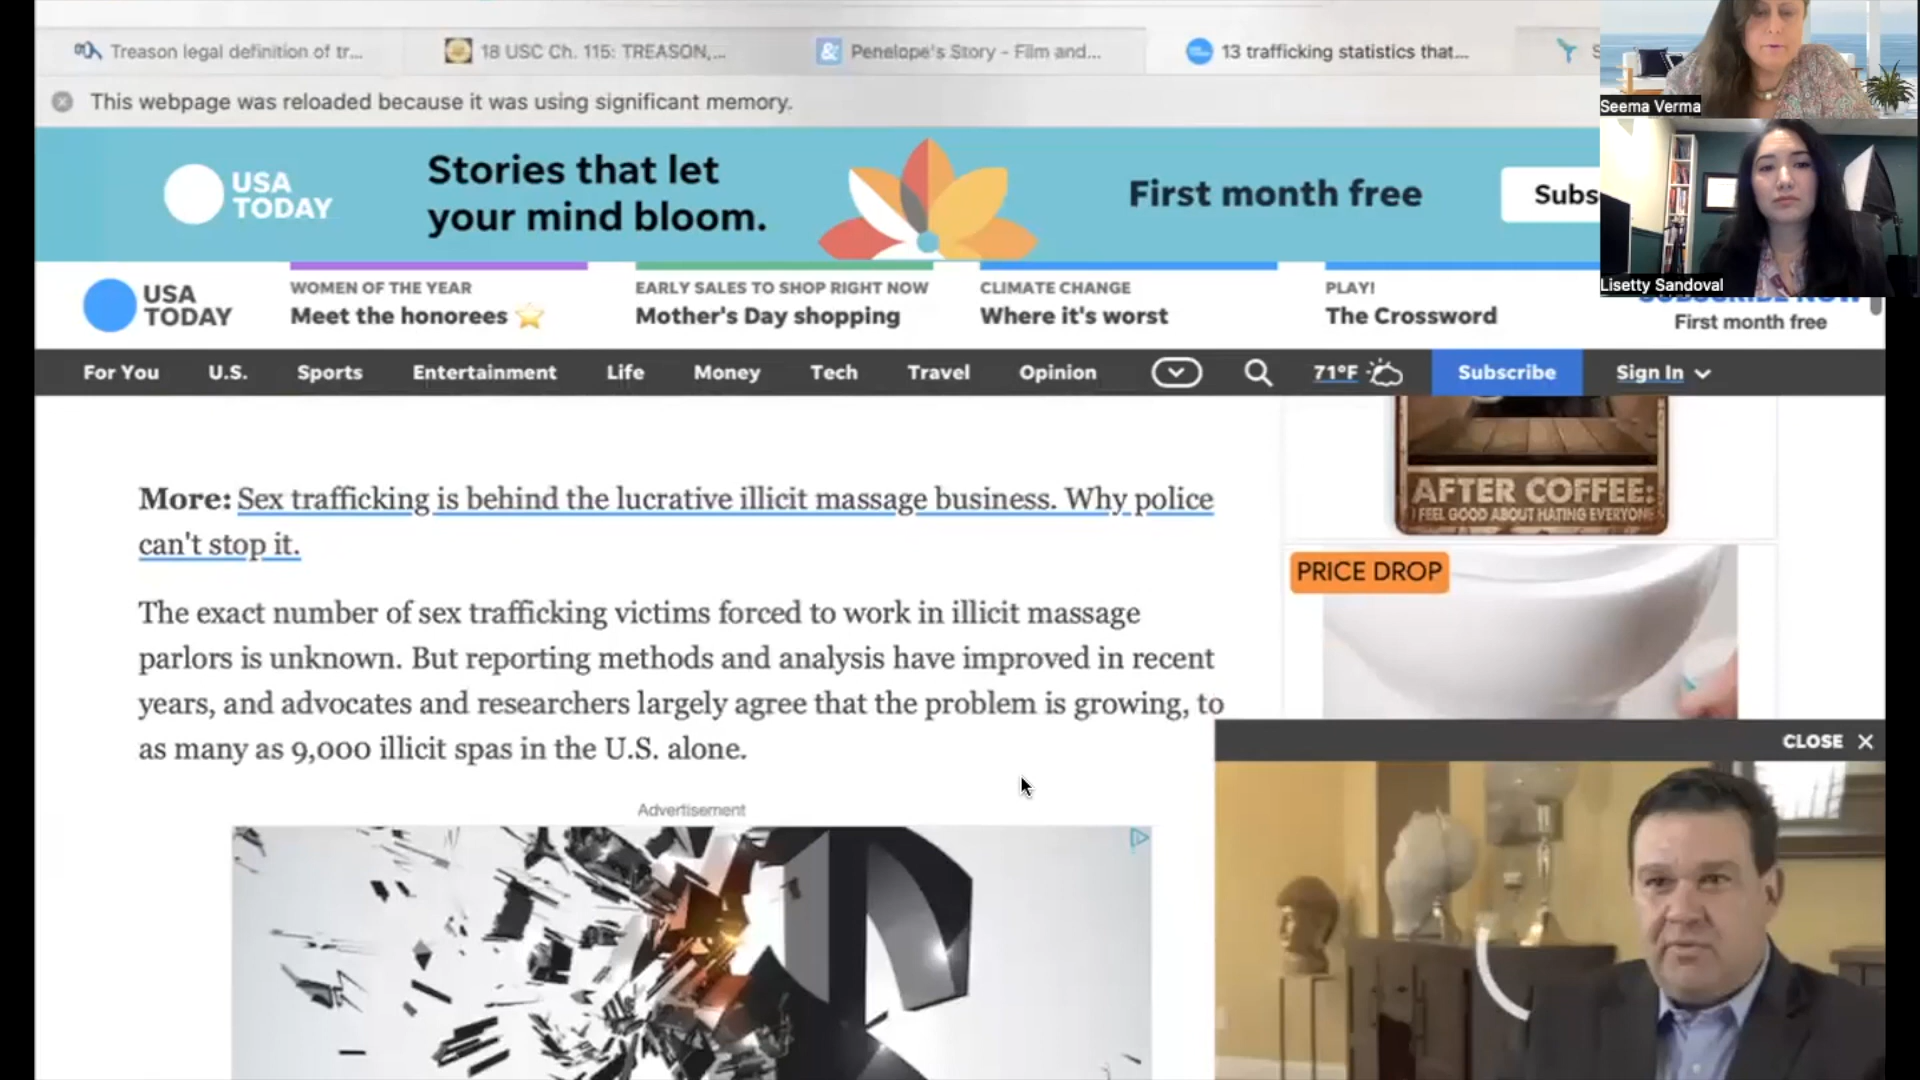 Treason legal definition of tr...
18 USC Ch. 115: TREASON,...
Penelope's Story - Film and...
13 trafficking statistics that...
S
This webpage was reloaded because it was using significant memory.
Seema Verma
Lisetty Sandoval
USA
TODAY
Stories that let
your mind bloom.
First month free
Subs
USA
TODAY
WOMEN OF THE YEAR
Meet the honorees
EARLY SALES TO SHOP RIGHT NOW
Mother's Day shopping
CLIMATE CHANGE
Where it's worst
PLAY!
The Crossword
SUBSCRIBE NOW
First month free
For You
U.S.
Sports
Entertainment
Life
Money
Tech
Travel
Opinion
71°F
Subscribe
Sign In
More: Sex trafficking is behind the lucrative illicit massage business. Why police
can't stop it.
The exact number of sex trafficking victims forced to work in illicit massage
parlors is unknown. But reporting methods and analysis have improved in recent
years, and advocates and researchers largely agree that the problem is growing, to
as many as 9,000 illicit spas in the U.S. alone.
Advertisement
AFTER COFFEE:
I FEEL GOOD ABOUT HATING EVERYONE
PRICE DROP
CLOSE